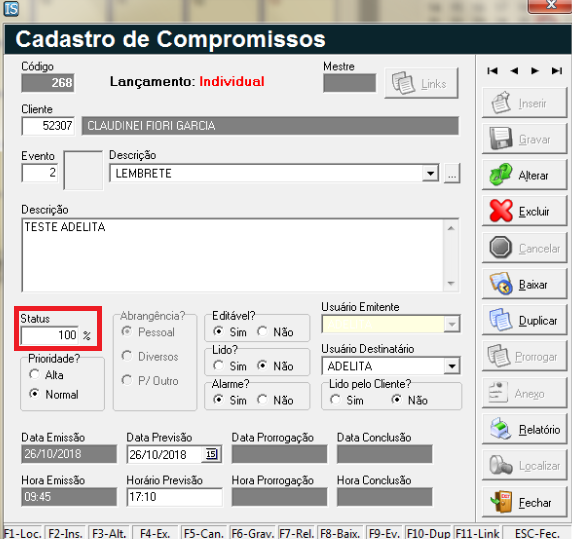 IS
x
Cadastro de Compromissos
Código
268
Lançamento: Individual
Mestre
Links
Cliente
52307 CLAUDINEI FIORI GARCIA
Evento
2
Descrição
LEMBRETE
...
Descrição
TESTE ADELITA
Status
100 %
Prioridade?
Alta
Normal
Abrangência?
Pessoal
Diversos
P/ Outro
Editável?
Sim Não
Lido?
Sim Não
Alarme?
Sim Não
Usuário Emitente
Usuário Destinatário
ADELITA
Lido pelo Cliente?
Sim Não
Data Emissão Data Previsão Data Prorrogação Data Conclusão
26/10/2018 26/10/2018 15
Hora Emissão Horário Previsão Hora Prorrogação Hora Conclusão
09:45 17:10
Inserir
Gravar
Alterar
Excluir
Cancelar
Baixar
Duplicar
Prorrogar
Anexo
Relatório
Localizar
Fechar
F1-Loc. F2-Ins. F3-Alt. F4-Ex. F5-Can. F6-Grav. F7-Rel. F8-Baix. F9-Ev. F10-Dup F11-Link ESC-Fec.